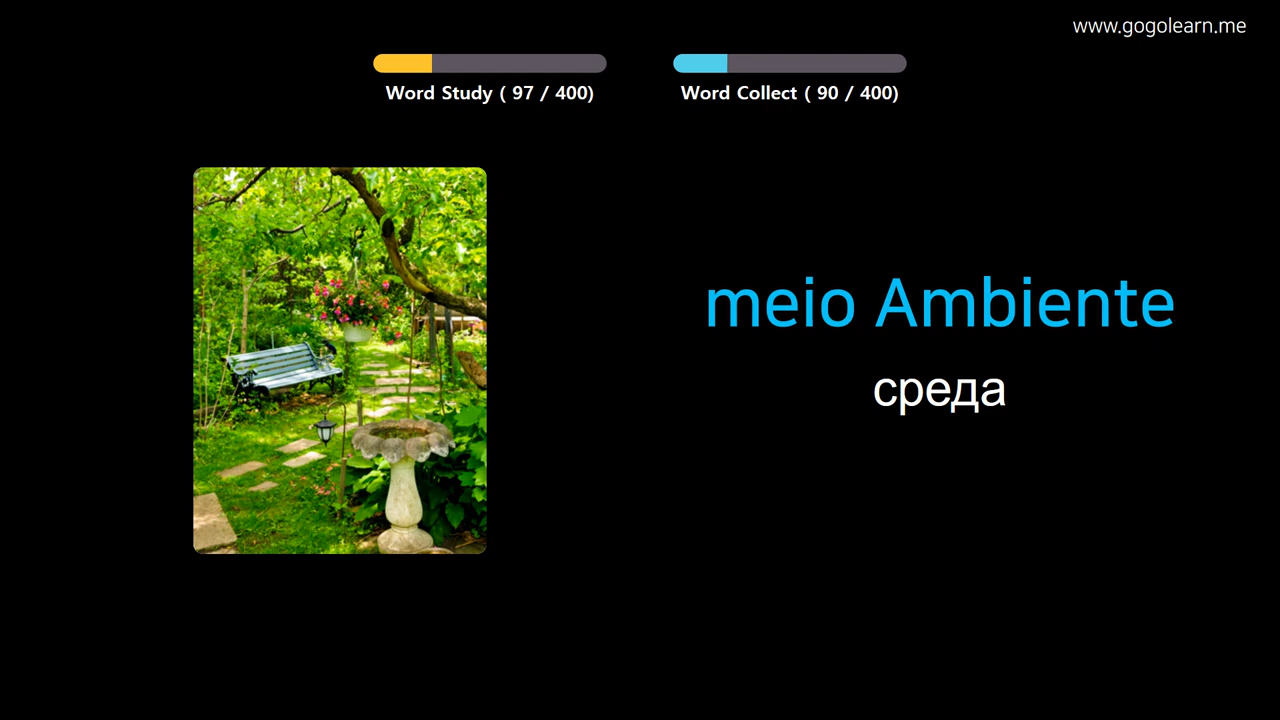 www.gogolearn.me
Word Study ( 97 / 400)
Word Collect ( 90 / 400)
meio Ambiente
среда